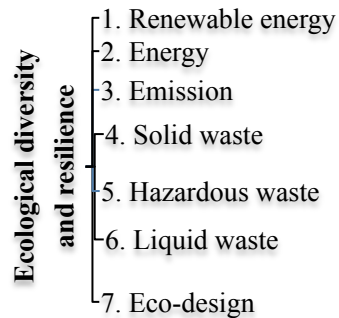 Ecological diversity
and resilience
1. Renewable energy
2. Energy
3. Emission
4. Solid waste
5. Hazardous waste
6. Liquid waste
7. Eco-design